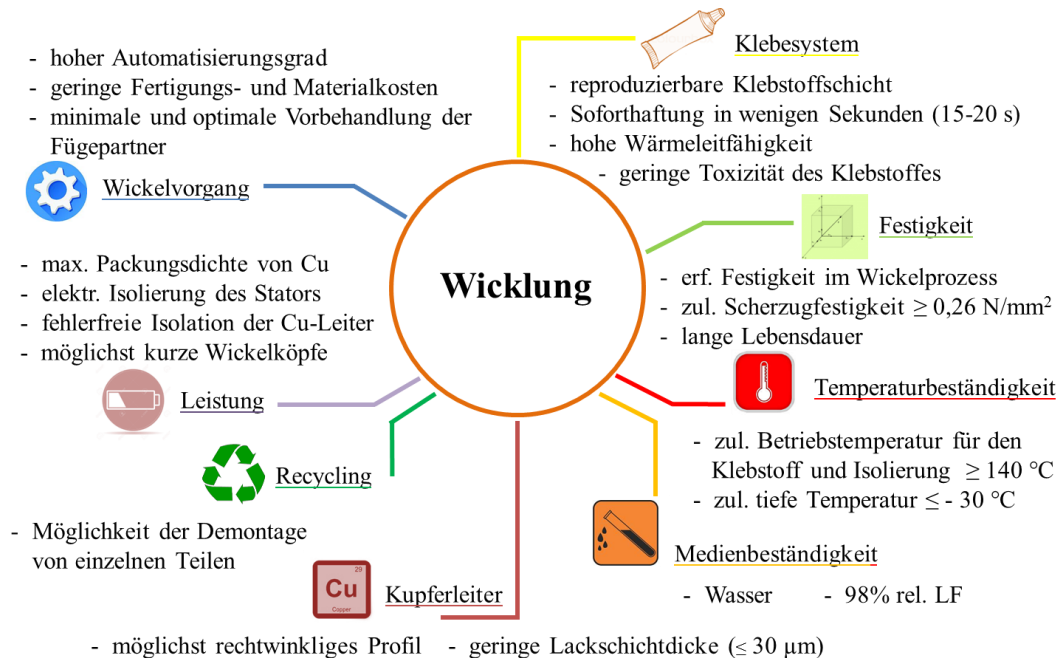 Wicklung
Klebesystem
- reproduzierbare Klebstoffschicht
- Soforthaftung in wenigen Sekunden (15-20 s)
- hohe Wärmeleitfähigkeit
- geringe Toxizität des Klebstoffes
Festigkeit
- erf. Festigkeit im Wickelprozess
- zul. Scherzugfestigkeit ≥ 0,26 N/mm²
- lange Lebensdauer
Temperaturbeständigkeit
- zul. Betriebstemperatur für den
Klebstoff und Isolierung ≥ 140 °C
- zul. tiefe Temperatur ≤ - 30 °C
Medienbeständigkeit
- Wasser - 98% rel. LF
29
Cu
Copper
Kupferleiter
- möglichst rechtwinkliges Profil - geringe Lackschichtdicke (≤ 30 µm)
Recycling
- Möglichkeit der Demontage
von einzelnen Teilen
- max. Packungsdichte von Cu
- elektr. Isolierung des Stators
- fehlerfreie Isolation der Cu-Leiter
- möglichst kurze Wickelköpfe
Leistung
- hoher Automatisierungsgrad
- geringe Fertigungs- und Materialkosten
- minimale und optimale Vorbehandlung der
Fügepartner
Wickelvorgang